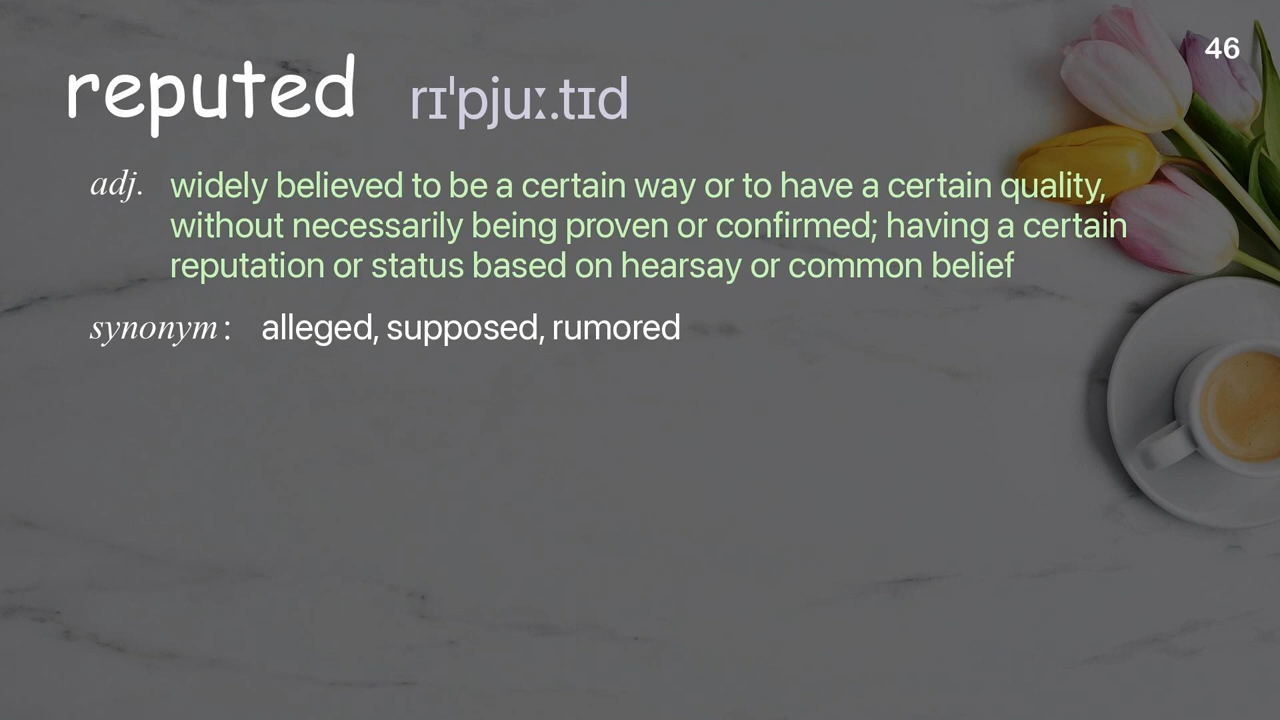 46
reputed rɪˈpjuː.tɪd
adj. widely believed to be a certain way or to have a certain quality,
without necessarily being proven or confirmed; having a certain
reputation or status based on hearsay or common belief
synonym: alleged, supposed, rumored